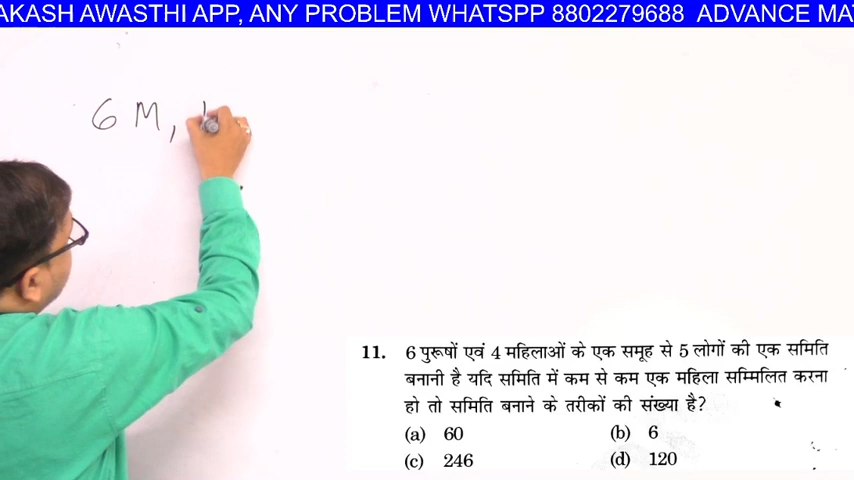 AKASH AWASTHI APP, ANY PROBLEM WHATSPP 8802279688 ADVANCE MA
6 M,
11. 6 पुरूषों एवं 4 महिलाओं के एक समूह से 5 लोगों की एक समिति
बनानी है यदि समिति में कम से कम एक महिला सम्मिलित करना
हो तो समिति बनाने के तरीकों की संख्या है?
(a) 60 (b) 6
(c) 246 (d) 120